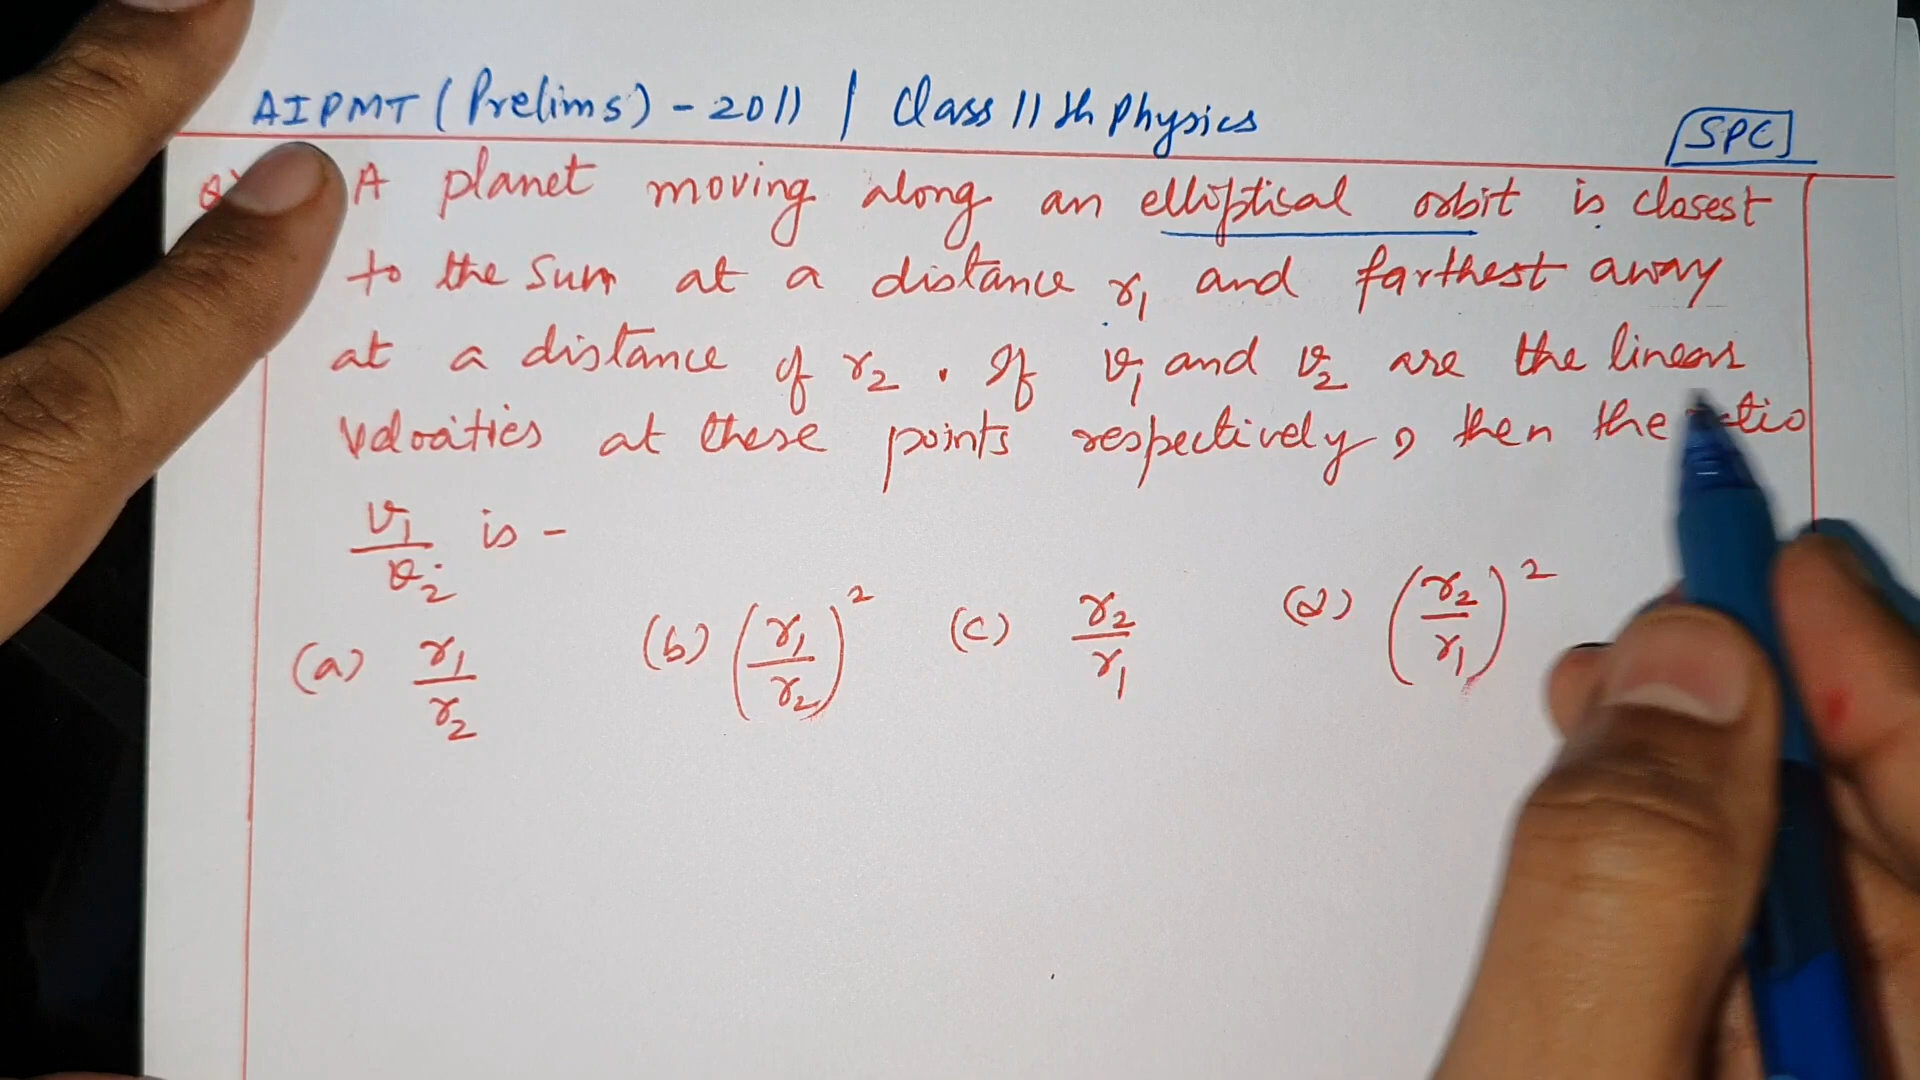 AIPMT (Prelims) - 2011 / Class 11th Physics
SPC
A planet moving along an elliptical orbit is closest
to the Sun at a distance r₁ and farthest away
at a distance of r₂. If v₁ and v₂ are the linear
velocities at these points respectively, then the
v₁/v₂ is -
(a) r₁/r₂ (b) (r₁/r₂)² (c) r₂/r₁ (d) (r₂/r₁)²